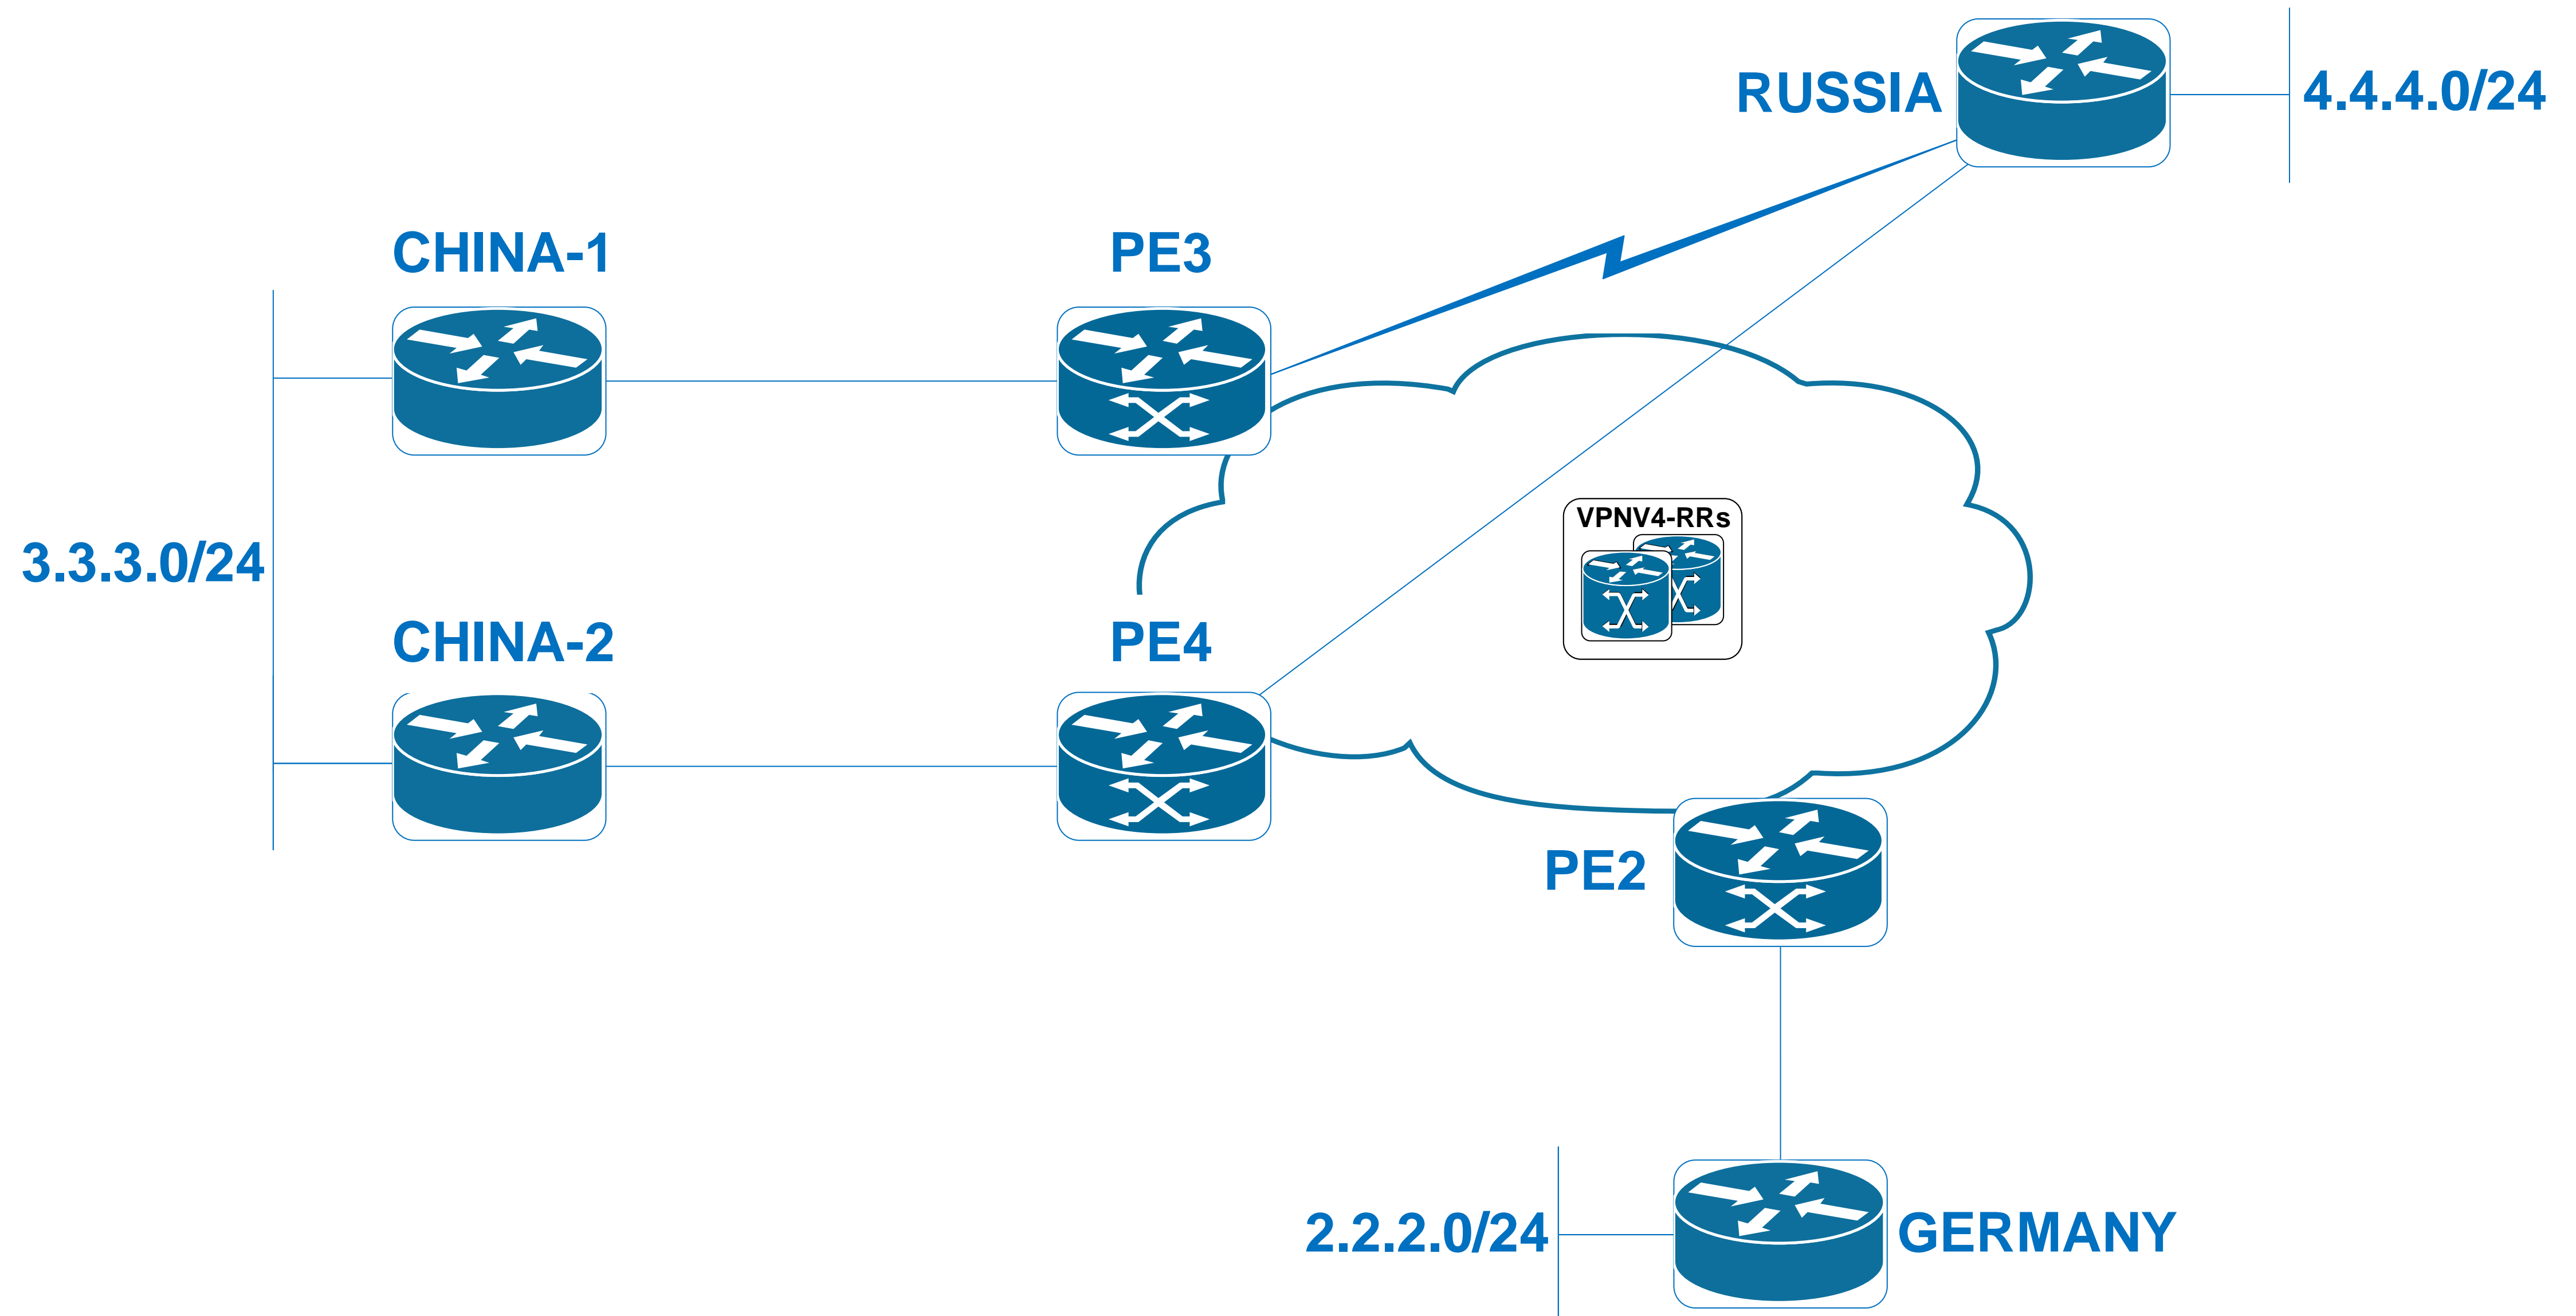 RUSSIA
4.4.4.0/24
CHINA-1
PE3
VPNV4-RRs
3.3.3.0/24
CHINA-2
PE4
PE2
2.2.2.0/24
GERMANY